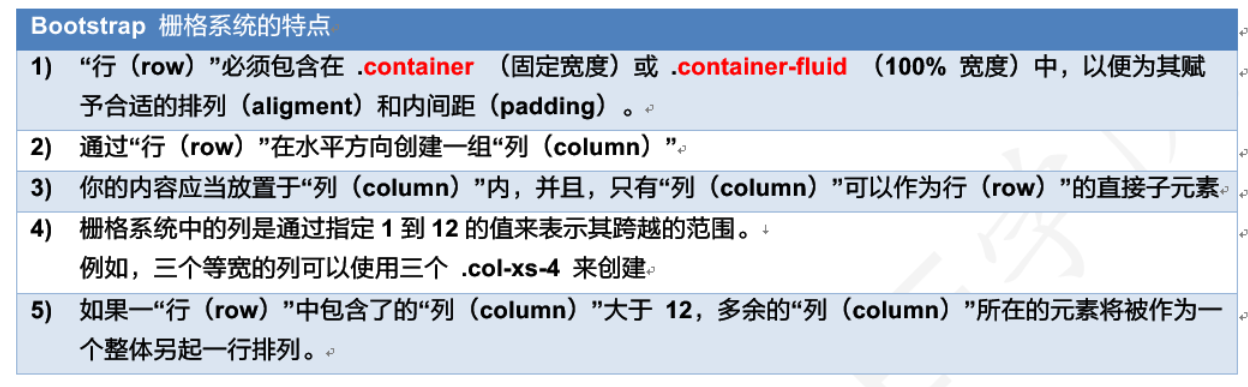 Bootstrap 栅格系统的特点
1) “行（row）”必须包含在 .container （固定宽度）或 .container-fluid （100% 宽度）中，以便为其赋
予合适的排列（aligment）和内间距（padding）。
2) 通过“行（row）”在水平方向创建一组“列（column）”
3) 你的内容应当放置于“列（column）”内，并且，只有“列（column）”可以作为行（row）”的直接子元素
4) 栅格系统中的列是通过指定 1 到 12 的值来表示其跨越的范围。
例如，三个等宽的列可以使用三个 .col-xs-4 来创建
5) 如果一“行（row）”中包含了的“列（column）”大于 12，多余的“列（column）”所在的元素将被作为一
个整体另起一行排列。